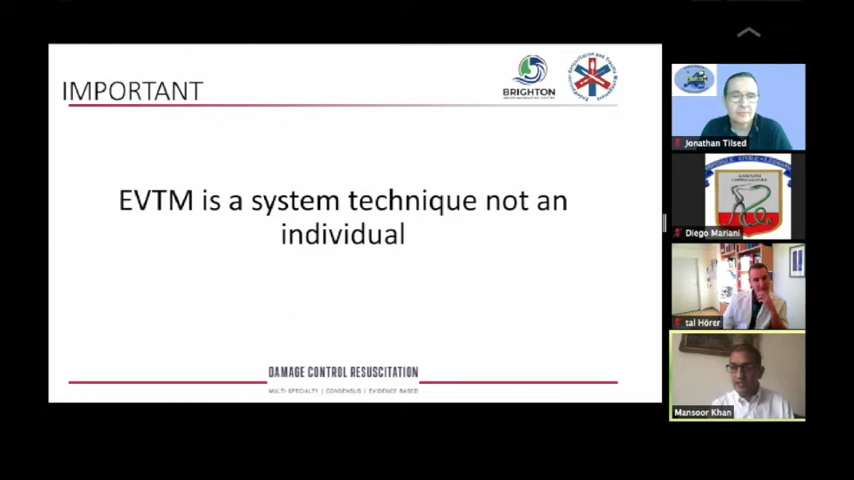 IMPORTANT
BRIGHTON
EVTM is a system technique not an
individual
DAMAGE CONTROL RESUSCITATION
MULTI-SPECIALTY | CONSENSUS | EVIDENCE-BASED
Jonathan Tilsed
Diego Mariani
tal Hörer
Mansoor Khan